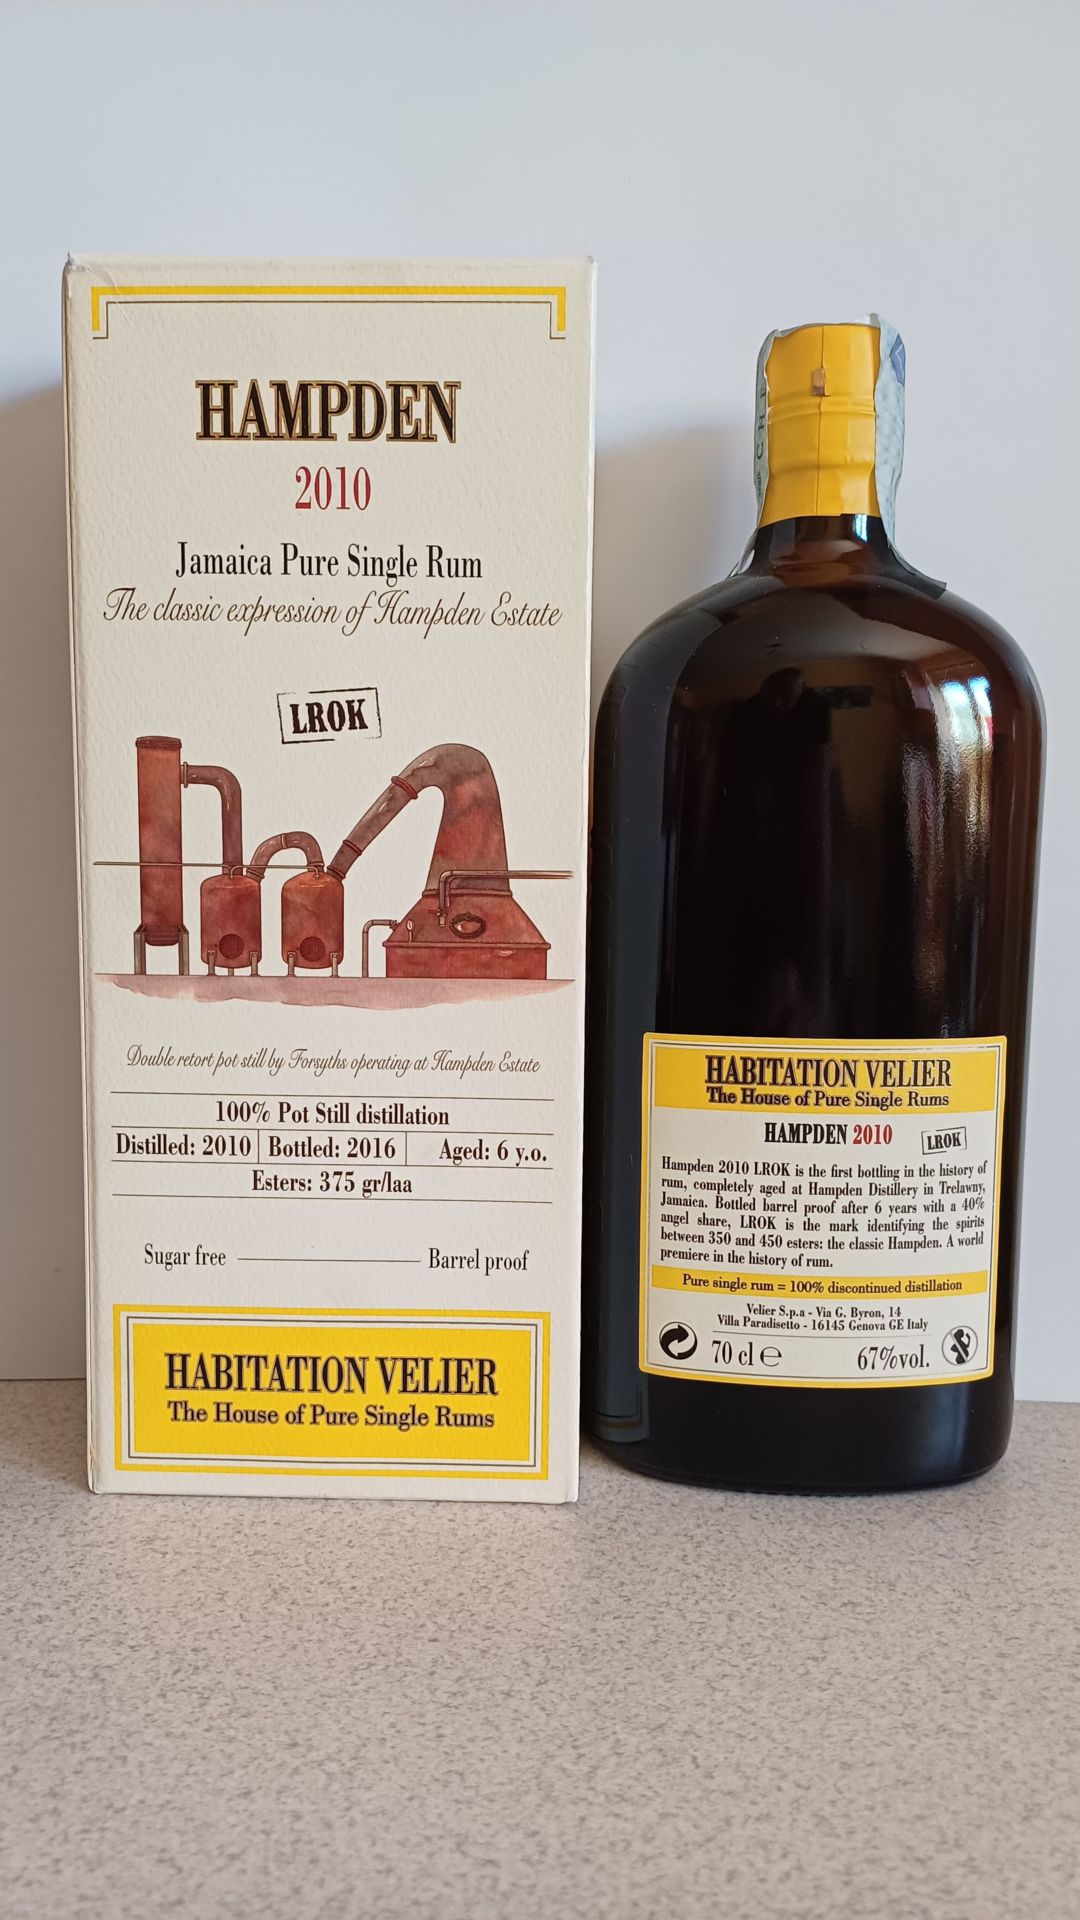 HAMPDEN
2010
Jamaica Pure Single Rum
The classic expression of Hampden Estate
LROK
Double retort pot still by Forsyths operating at Hampden Estate
100% Pot Still distillation
Distilled: 2010 Bottled: 2016 Aged: 6 y.o.
Esters: 375 gr/laa
Sugar free Barrel proof
HABITATION VELIER
The House of Pure Single Rums
HABITATION VELIER
The House of Pure Single Rums
HAMPDEN 2010 LROK
Hampden 2010 LROK is the first bottling in the history of
rum, completely aged at Hampden Distillery in Trelawny,
Jamaica. Bottled barrel proof after 6 years with a 40%
angel share, LROK is the mark identifying the spirits
between 350 and 450 esters: the classic Hampden. A world
premiere in the history of rum.
Pure single rum = 100% discontinued distillation
Velier S.p.a - Via G. Byron, 14
Villa Paradisetto - 16145 Genova GE Italy
70 cl e 67%vol.